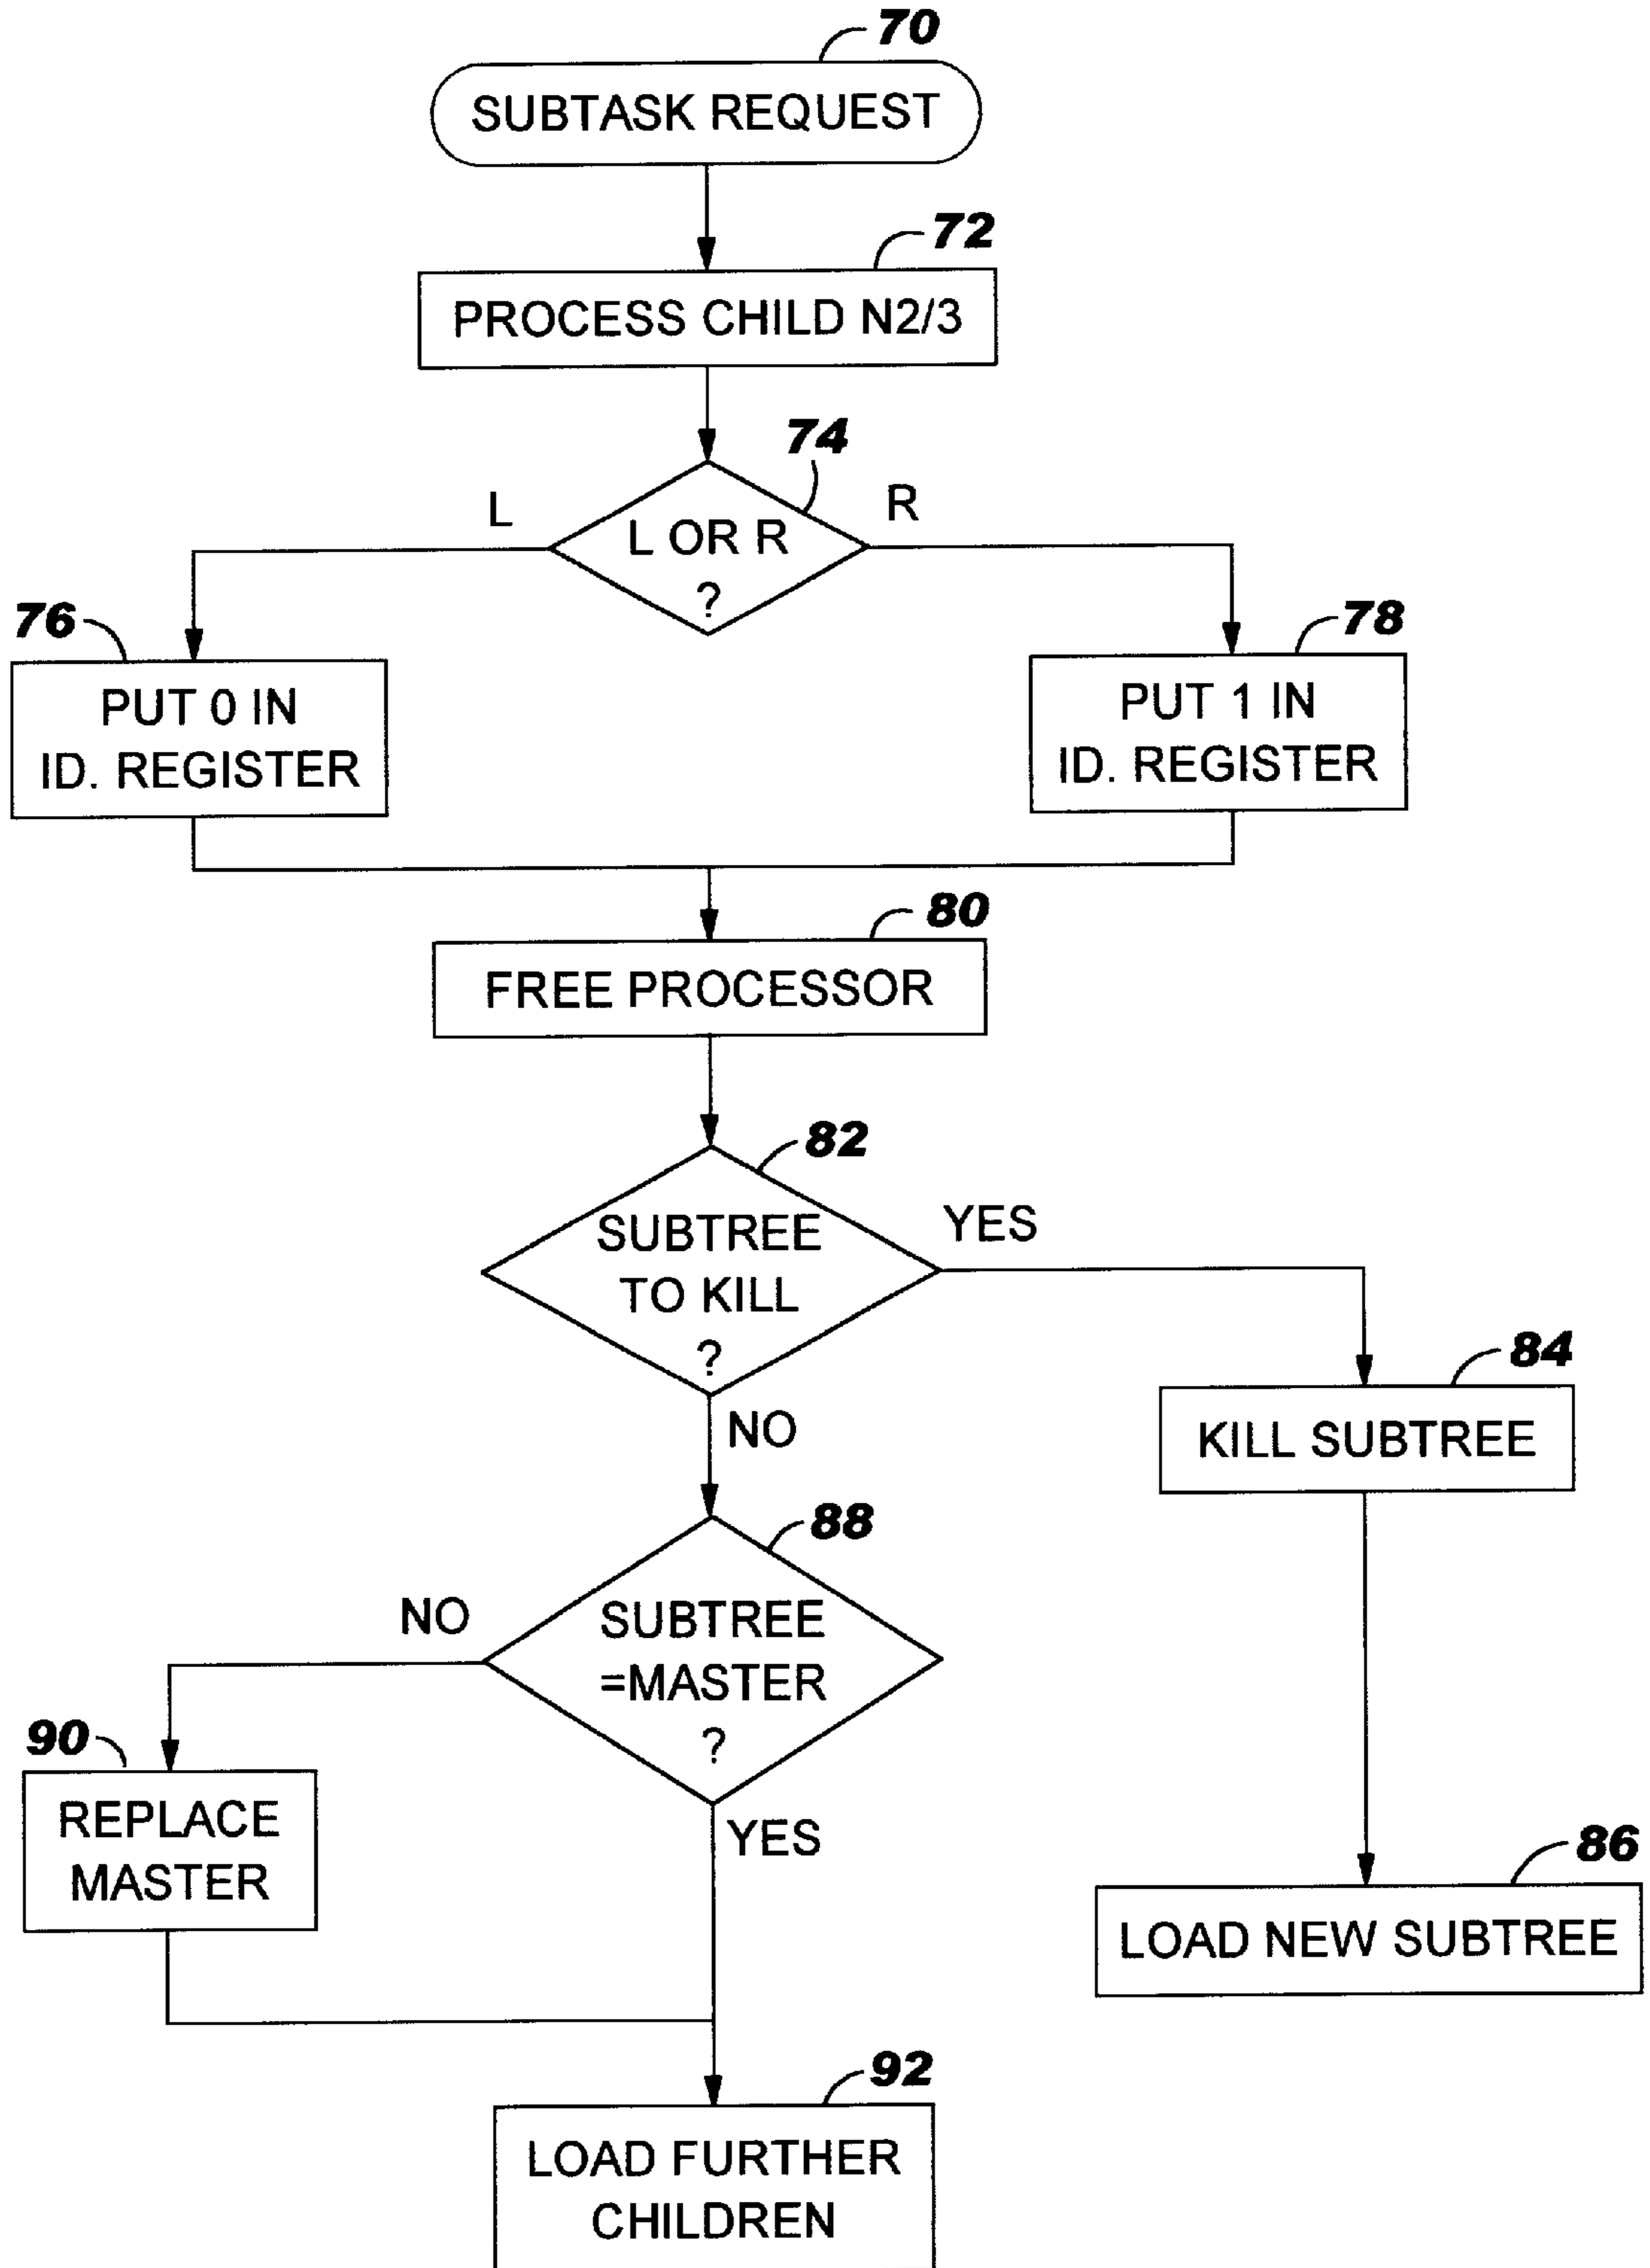 70
SUBTASK REQUEST
72
PROCESS CHILD N2/3
74
L
R
L OR R
?
76
78
PUT 0 IN
ID. REGISTER
PUT 1 IN
ID. REGISTER
80
FREE PROCESSOR
82
SUBTREE
TO KILL
?
YES
NO
84
KILL SUBTREE
88
NO
SUBTREE
=MASTER
?
YES
90
REPLACE
MASTER
86
LOAD NEW SUBTREE
92
LOAD FURTHER
CHILDREN